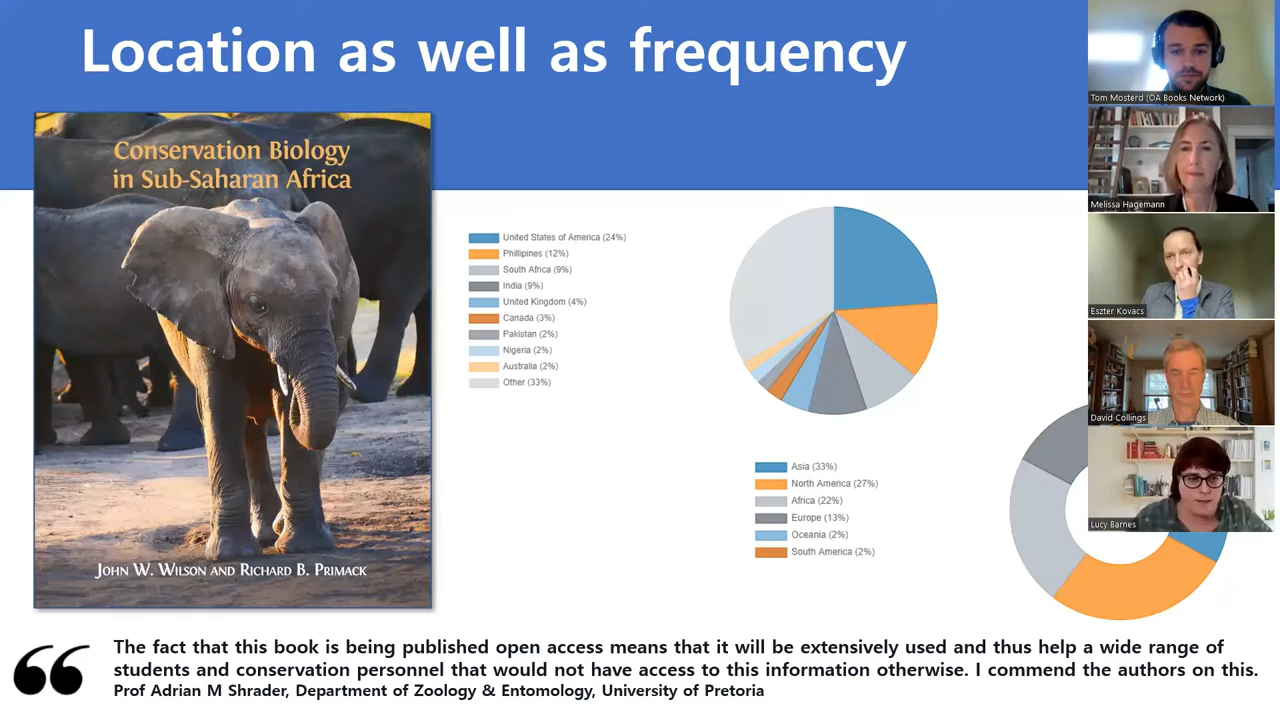 Location as well as frequency
Conservation Biology
in Sub-Saharan Africa
John W. Wilson and Richard B. Primack
United States of America (24%)
Phillipines (12%)
South Africa (9%)
India (9%)
United Kingdom (4%)
Canada (3%)
Pakistan (2%)
Nigeria (2%)
Australia (2%)
Other (33%)
Asia (33%)
North America (27%)
Africa (22%)
Europe (13%)
Oceania (2%)
South America (2%)
Tom Mosterd (OA Books Network)
Melissa Hagemann
Eszter Kovacs
David Collings
Lucy Barnes
The fact that this book is being published open access means that it will be extensively used and thus help a wide range of
students and conservation personnel that would not have access to this information otherwise. I commend the authors on this.
Prof Adrian M Shrader, Department of Zoology & Entomology, University of Pretoria